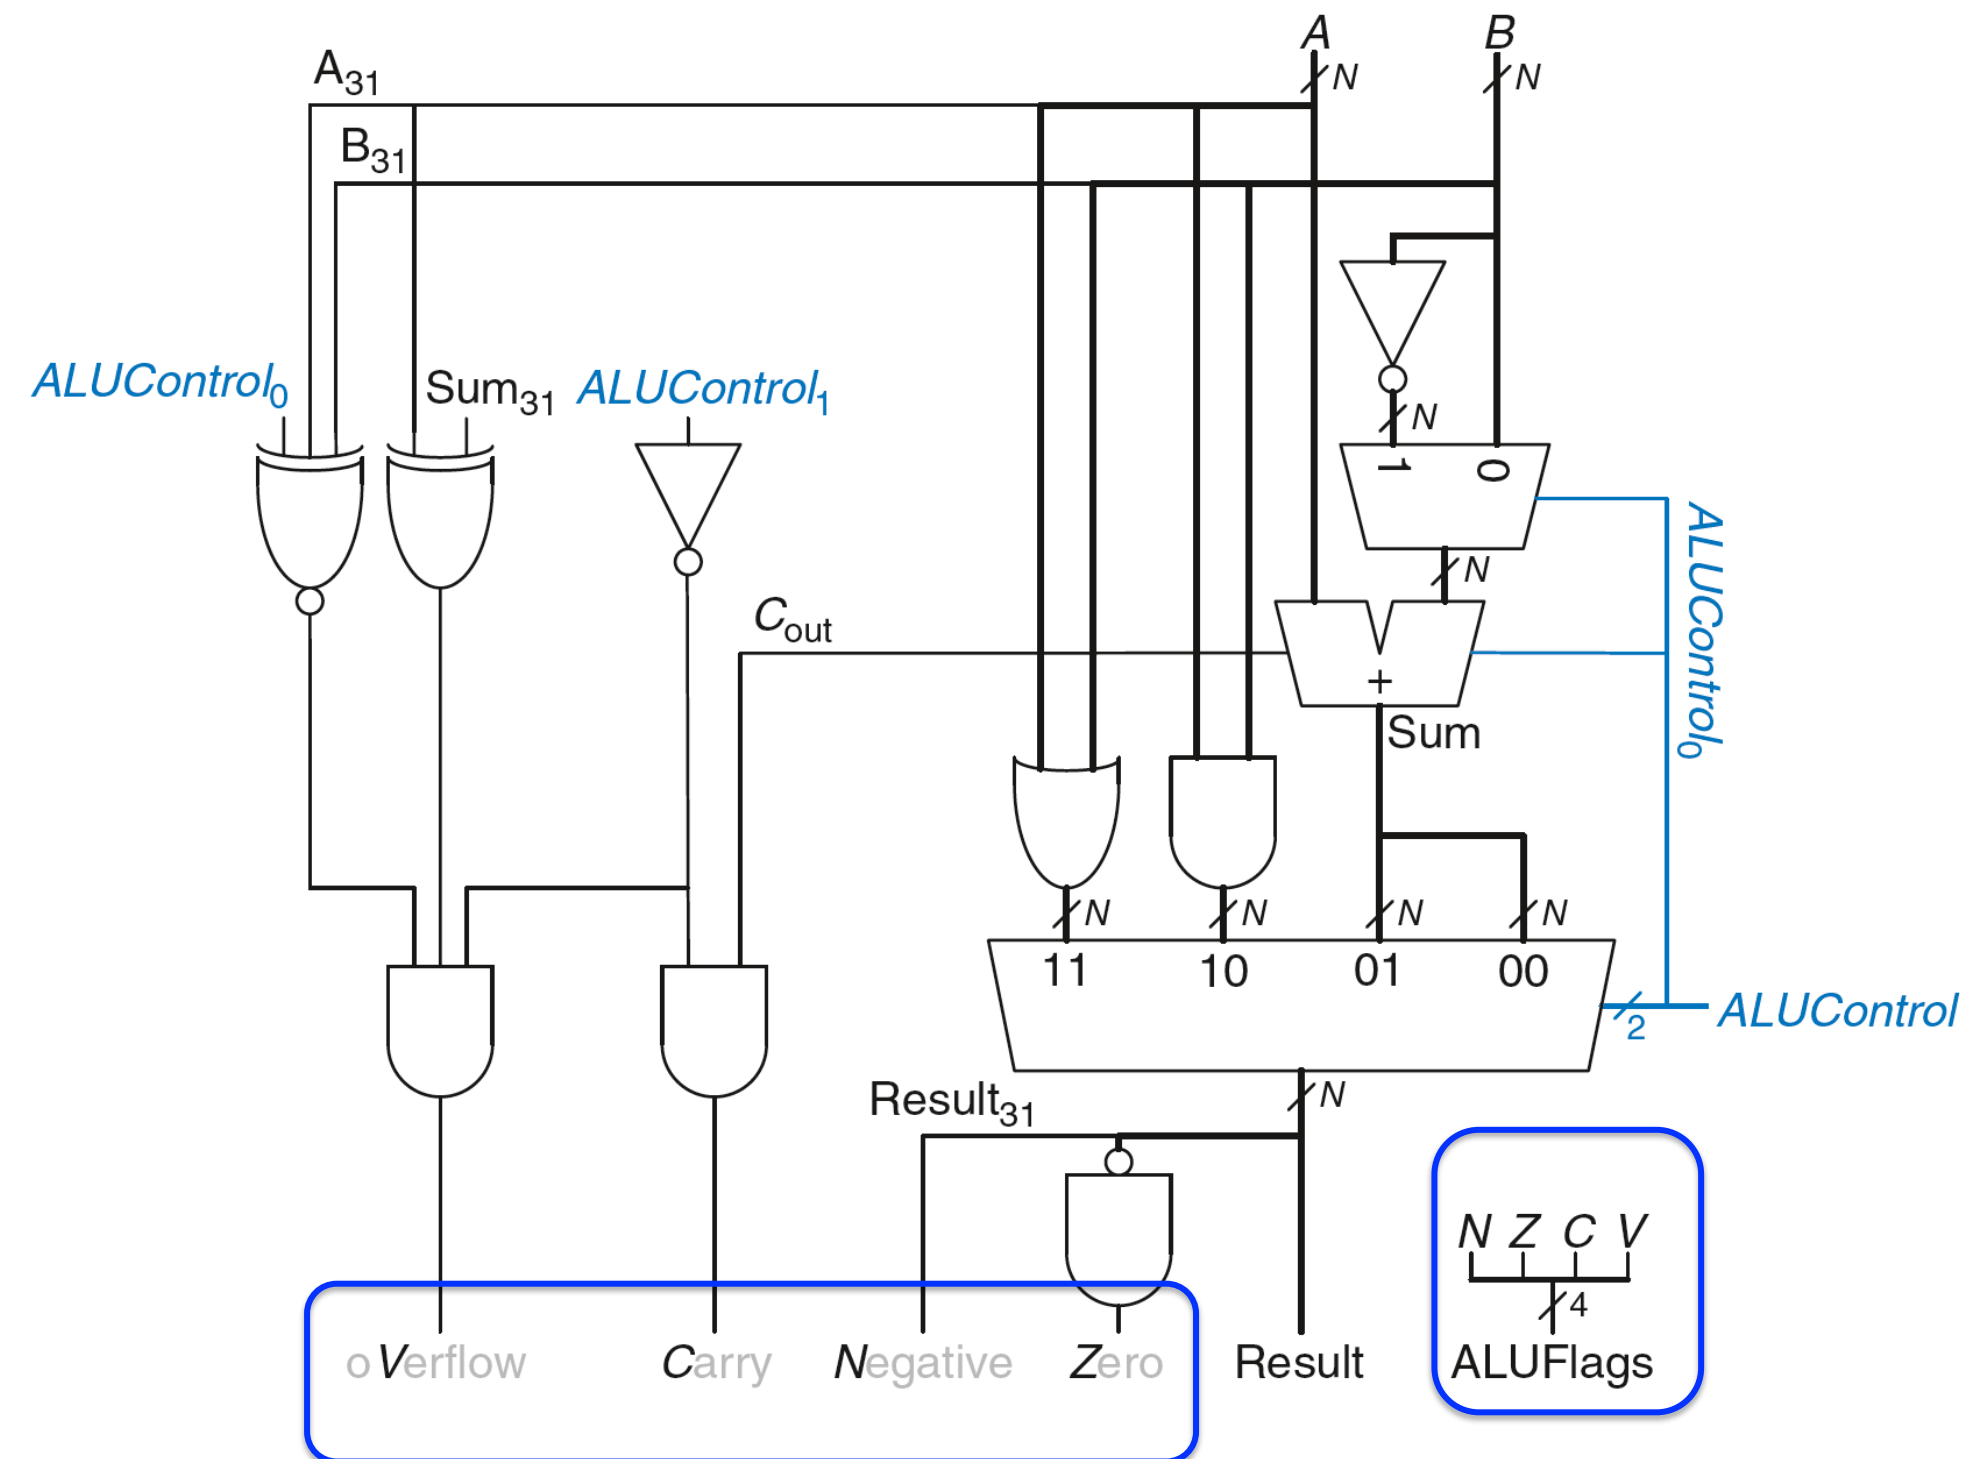 A B
A31 N N
B31
ALUControl0 Sum31 ALUControl1
N
1 0
ALUControl0
N
Cout
+
Sum
N N N N
11 10 01 00
2 ALUControl
Result31 N
N Z C V
4
oVerflow Carry Negative Zero Result ALUFlags